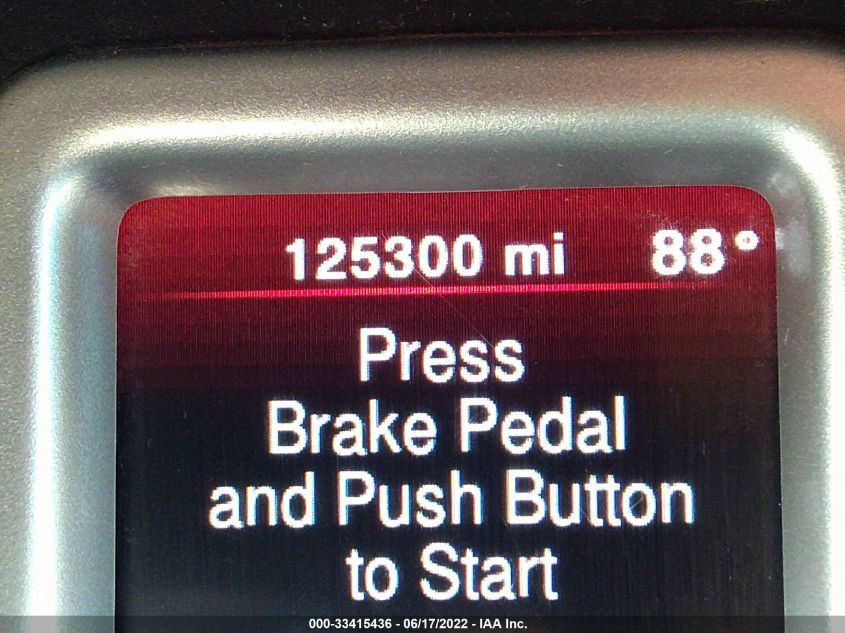 125300 mi 88°
Press
Brake Pedal
and Push Button
to Start
000-33415436 - 06/17/2022 - IAA Inc.